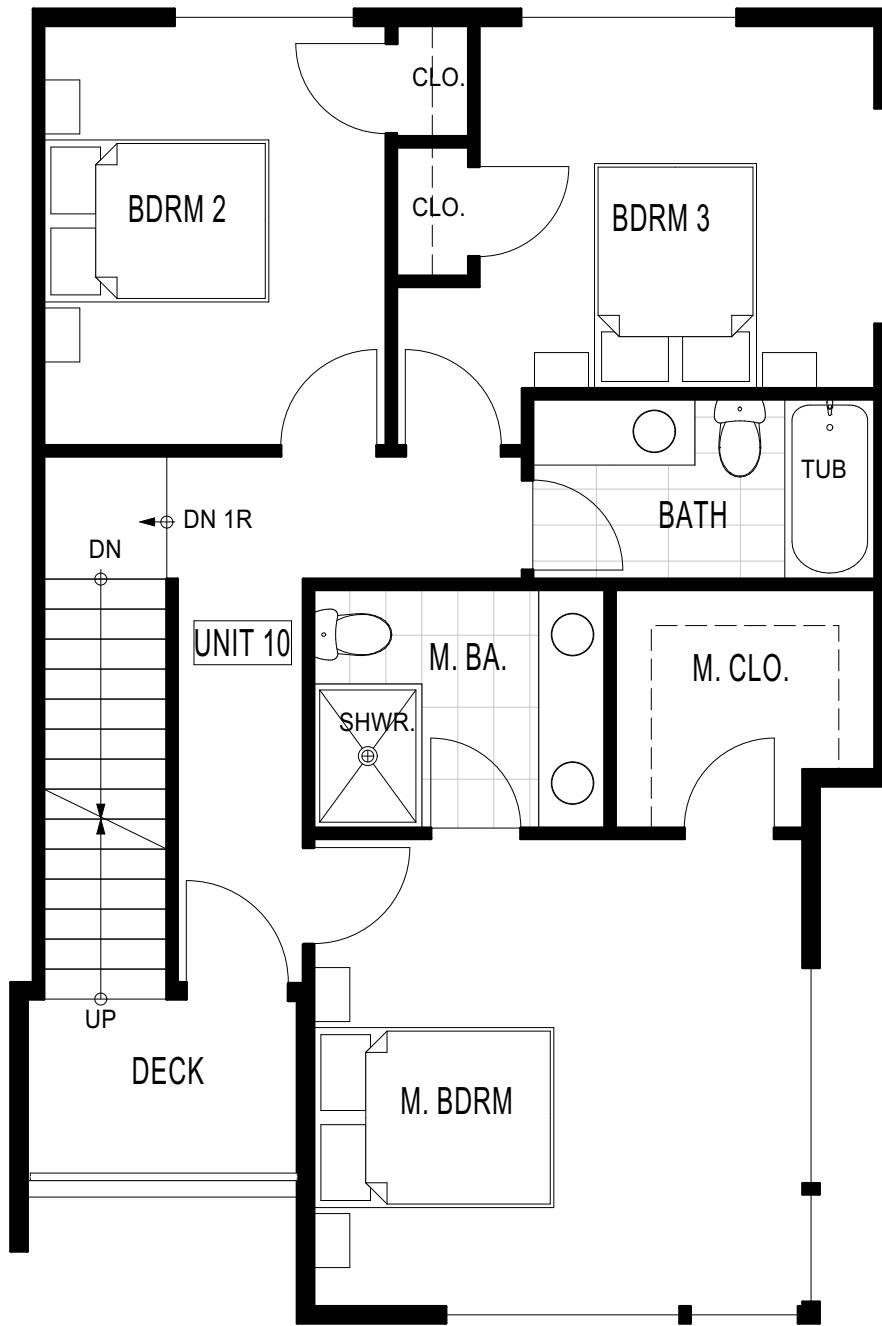 CLO.
BDRM 2
CLO.
BDRM 3
TUB
DN 1R
BATH
DN
UNIT 10
M. BA.
M. CLO.
SHWR.
UP
DECK
M. BDRM